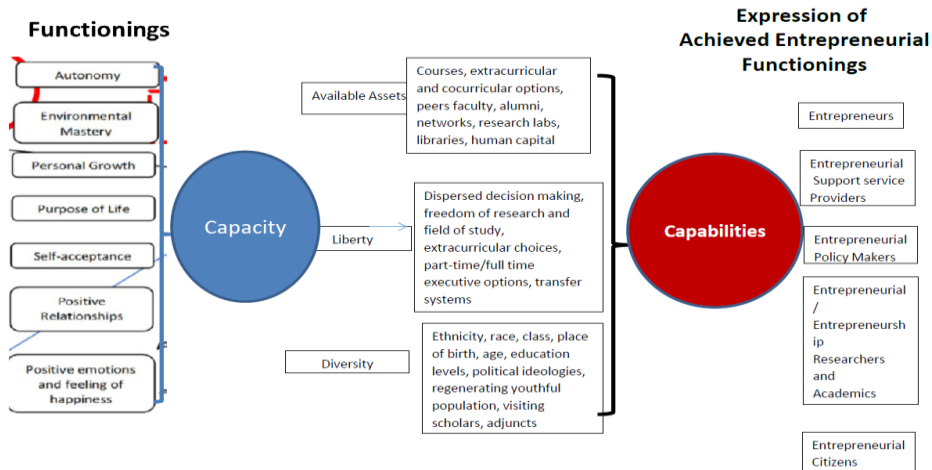 Functionings
Autonomy
Environmental
Mastery
Personal Growth
Purpose of Life
Self-acceptance
Positive
Relationships
Positive emotions
and feeling of
happiness
Capacity
Available Assets
Liberty
Diversity
Courses, extracurricular
and cocurricular options,
peers faculty, alumni,
networks, research labs,
libraries, human capital
Dispersed decision making,
freedom of research and
field of study,
extracurricular choices,
part-time/full time
executive options, transfer
systems
Ethnicity, race, class, place
of birth, age, education
levels, political ideologies,
regenerating youthful
population, visiting
scholars, adjuncts
Capabilities
Expression of
Achieved Entrepreneurial
Functionings
Entrepreneurs
Entrepreneurial
Support service
Providers
Entrepreneurial
Policy Makers
Entrepreneurial
/
Entrepreneursh
ip
Researchers
and
Academics
Entrepreneurial
Citizens